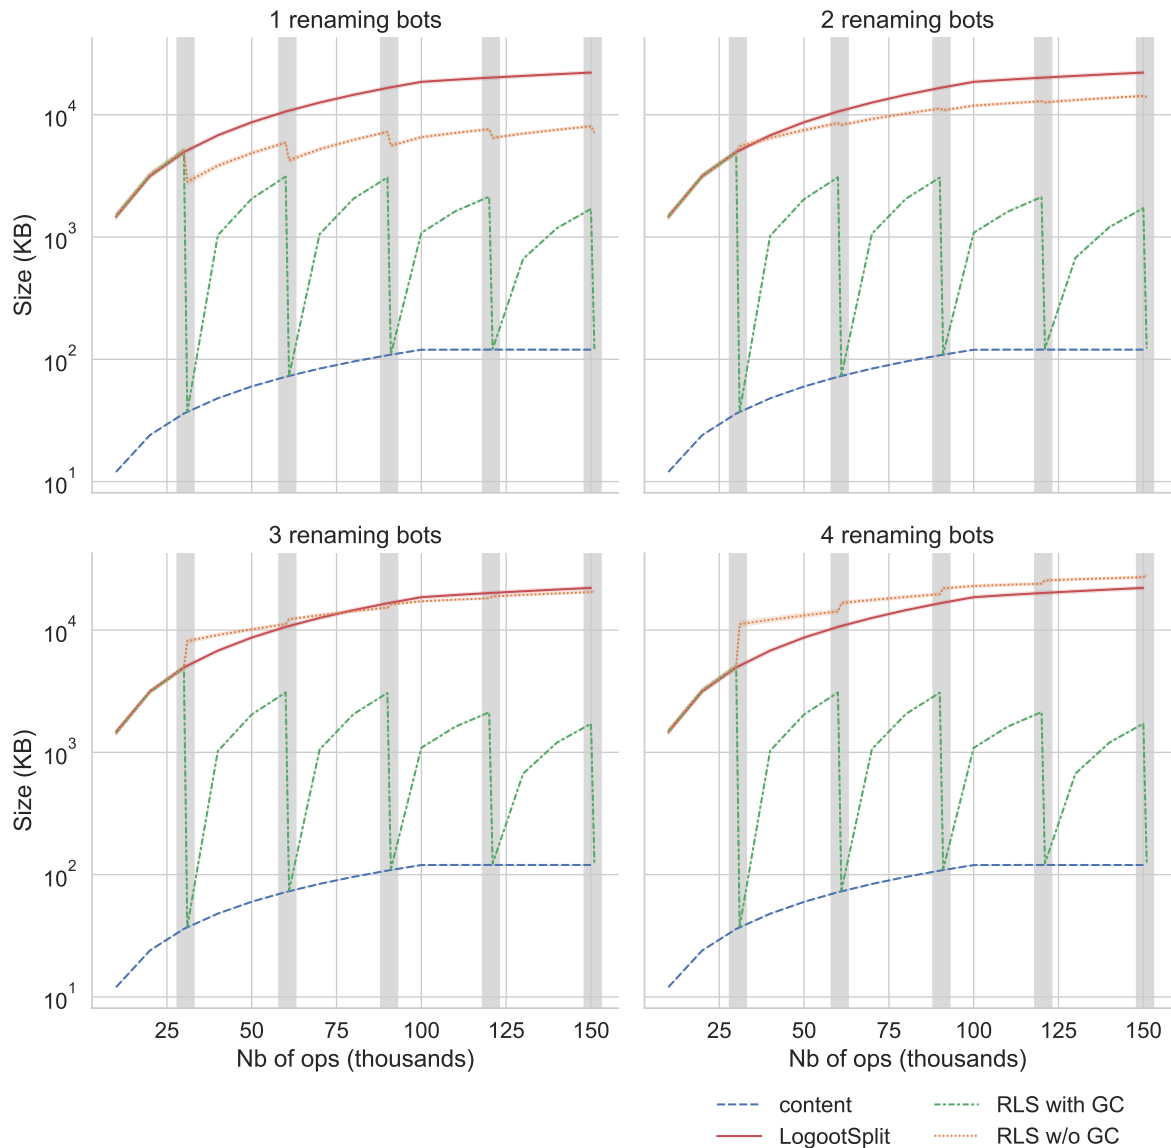 1 renaming bots
2 renaming bots
Size (KB)
10^4
10^3
10^2
10^1
3 renaming bots
4 renaming bots
Size (KB)
10^4
10^3
10^2
10^1
25 50 75 100 125 150
25 50 75 100 125 150
Nb of ops (thousands)
Nb of ops (thousands)
content
RLS with GC
LogootSplit
RLS w/o GC